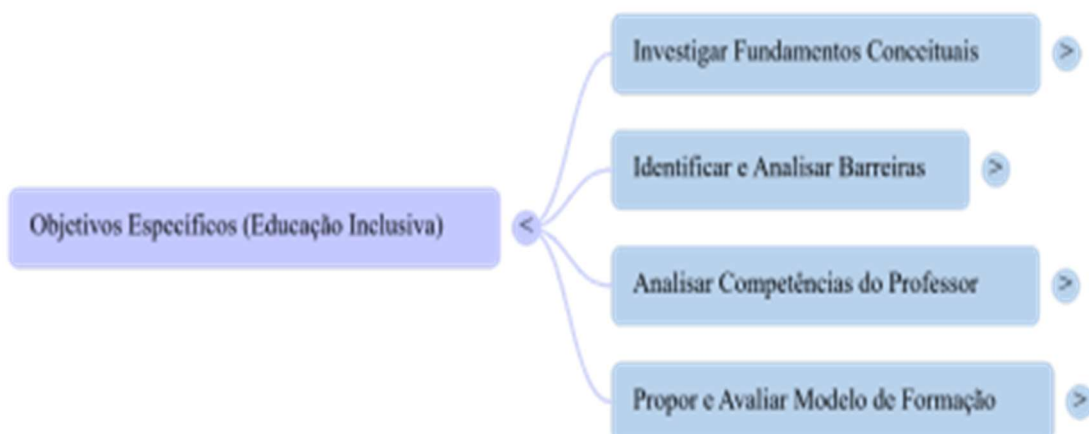 Investigar Fundamentos Conceituais >
Identificar e Analisar Barreiras >
Objetivos Específicos (Educação Inclusiva) <
Analisar Competências do Professor >
Propor e Avaliar Modelo de Formação >